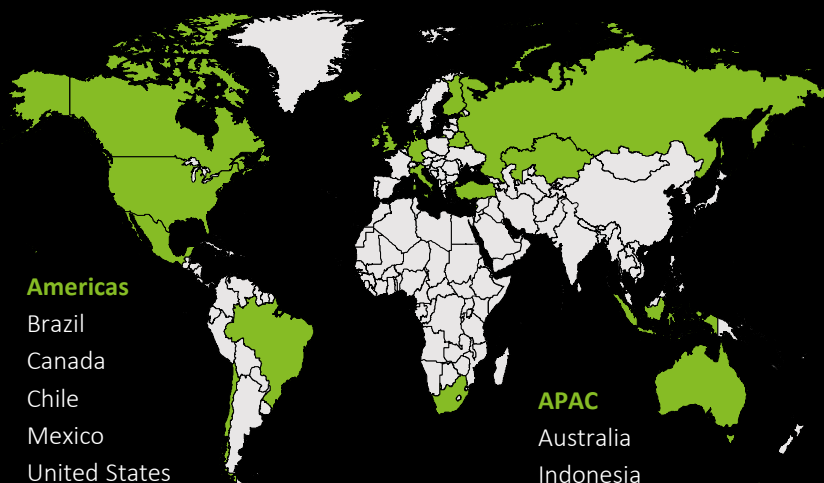 Americas
Brazil
Canada
Chile
Mexico
United States
APAC
Australia
Indonesia